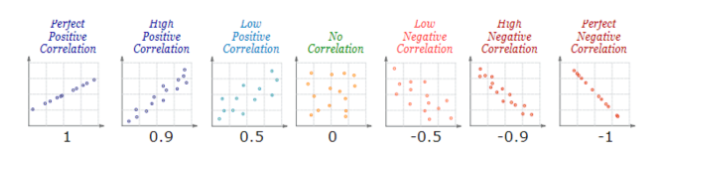 Perfect
Positive
Correlation
1
High
Positive
Correlation
0.9
Low
Positive
Correlation
0.5
No
Correlation
0
Low
Negative
Correlation
-0.5
High
Negative
Correlation
-0.9
Perfect
Negative
Correlation
-1